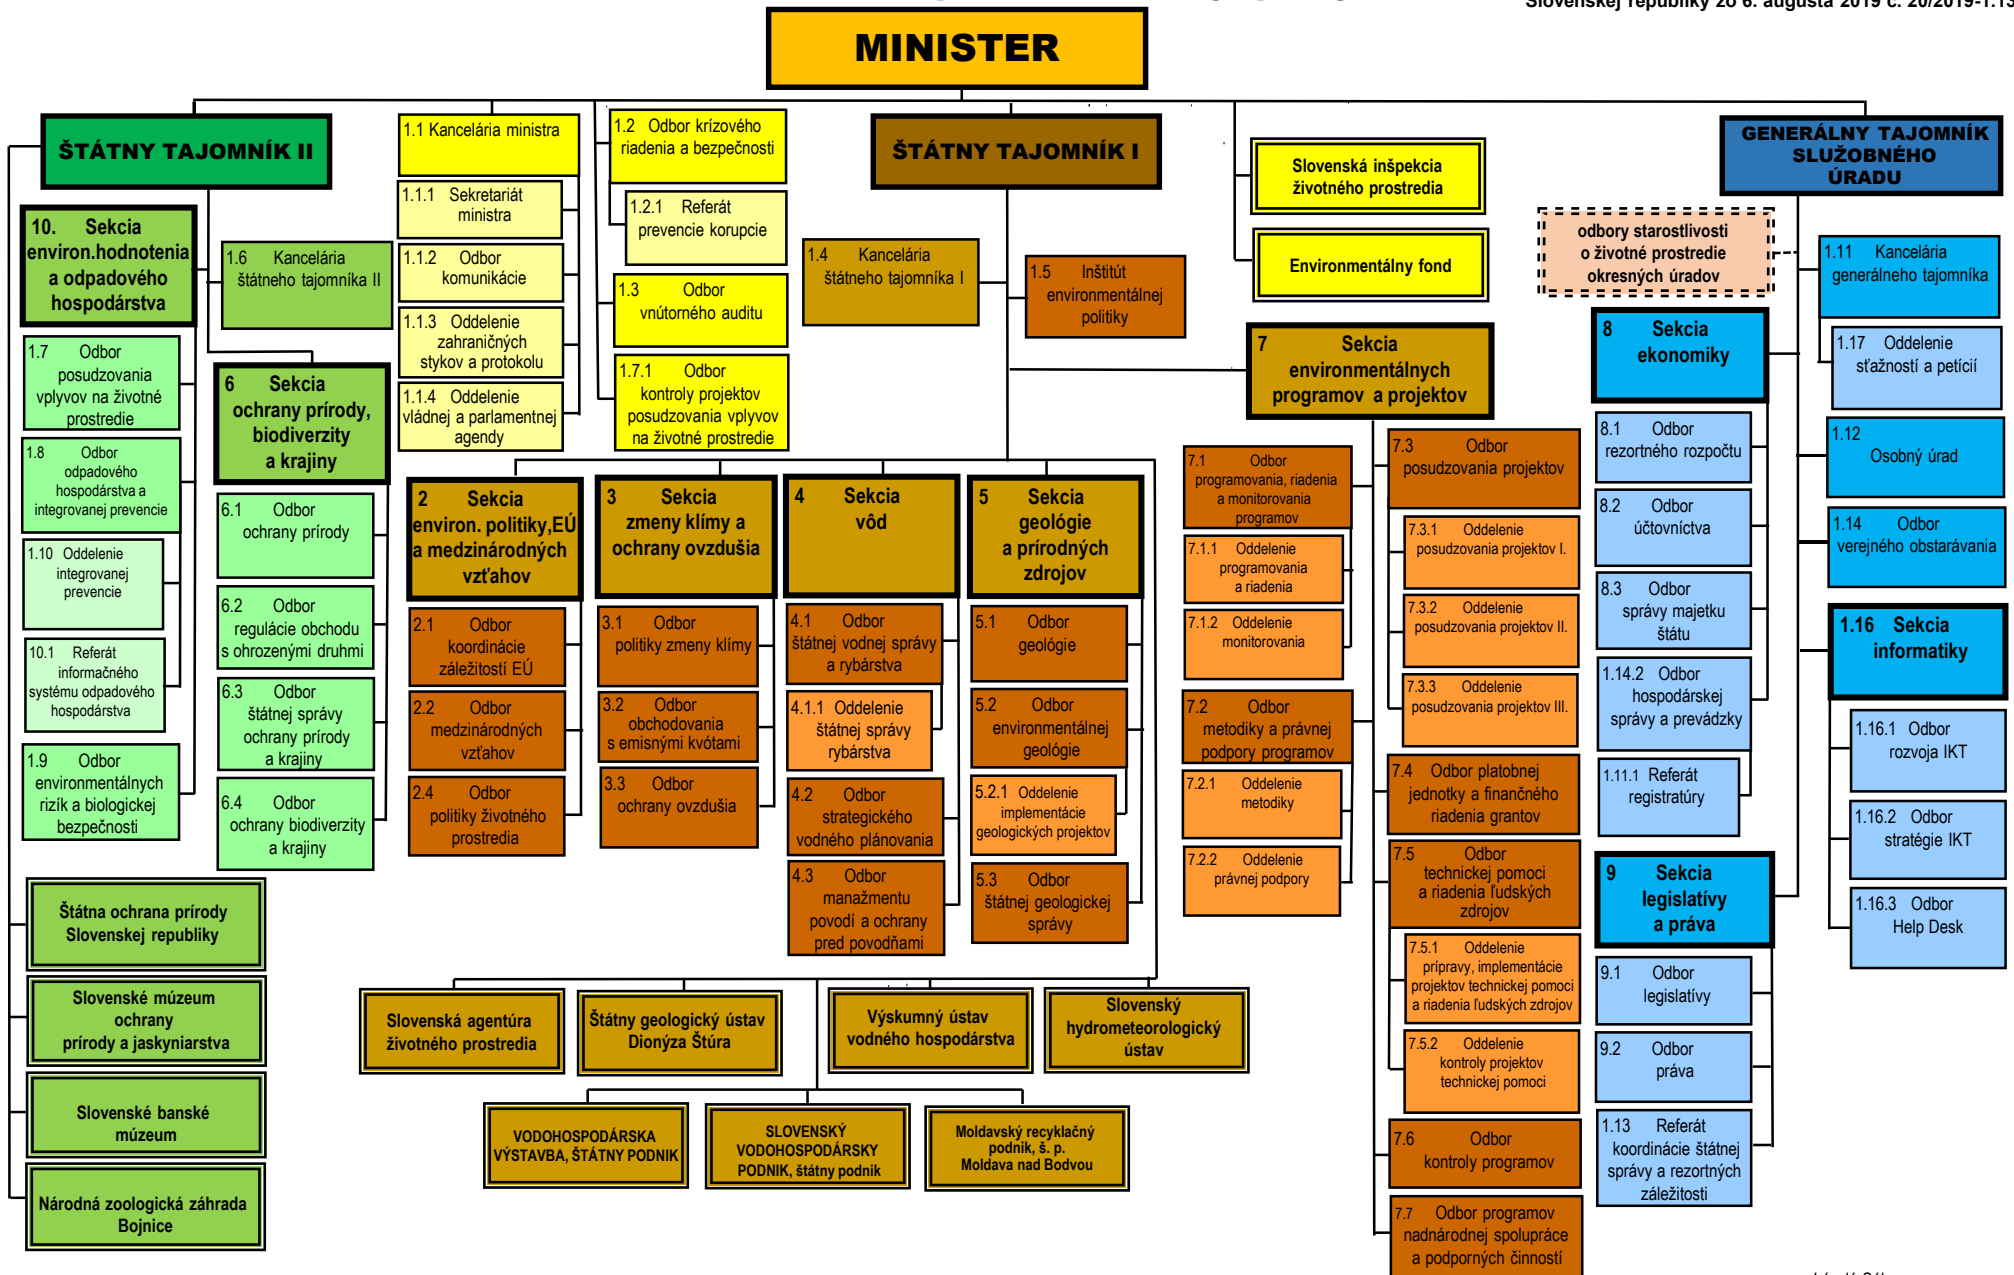 Slovenskej republiky zo 6. augusta 2019 č. 20/2019-1.13
MINISTER
ŠTÁTNY TAJOMNÍK II
1.1 Kancelária ministra
1.1.1 Sekretariát
ministra
1.1.2 Odbor
komunikácie
1.1.3 Oddelenie
zahraničných
stykov a protokolu
1.1.4 Oddelenie
vládnej a parlamentnej
agendy
1.2 Odbor krízového
riadenia a bezpečnosti
1.2.1 Referát
prevencie korupcie
1.3 Odbor
vnútorného auditu
1.7.1 Odbor
kontroly projektov
posudzovania vplyvov
na životné prostredie
ŠTÁTNY TAJOMNÍK I
1.4 Kancelária
štátneho tajomníka I
1.5 Inštitút
environmentálnej
politiky
Slovenská inšpekcia
životného prostredia
Environmentálny fond
GENERÁLNY TAJOMNÍK
SLUŽOBNÉHO
ÚRADU
odbory starostlivosti
o životné prostredie
okresných úradov
1.11 Kancelária
generálneho tajomníka
1.17 Oddelenie
sťažností a petícií
1.12
Osobný úrad
1.14 Odbor
verejného obstarávania
1.16 Sekcia
informatiky
1.16.1 Odbor
rozvoja IKT
1.16.2 Odbor
stratégie IKT
1.16.3 Odbor
Help Desk
10. Sekcia
environ.hodnotenia
a odpadového
hospodárstva
1.6 Kancelária
štátneho tajomníka II
1.7 Odbor
posudzovania
vplyvov na životné
prostredie
1.8 Odbor
odpadového
hospodárstva a
integrovanej prevencie
1.10 Oddelenie
integrovanej
prevencie
10.1 Referát
informačného
systému odpadového
hospodárstva
1.9 Odbor
environmentálnych
rizík a biologickej
bezpečnosti
6 Sekcia
ochrany prírody,
biodiverzity
a krajiny
6.1 Odbor
ochrany prírody
6.2 Odbor
regulácie obchodu
s ohrozenými druhmi
6.3 Odbor
štátnej správy
ochrany prírody
a krajiny
6.4 Odbor
ochrany biodiverzity
a krajiny
2 Sekcia
environ. politiky,EÚ
a medzinárodných
vzťahov
2.1 Odbor
koordinácie
záležitostí EÚ
2.2 Odbor
medzinárodných
vzťahov
2.4 Odbor
politiky životného
prostredia
3 Sekcia
zmeny klímy a
ochrany ovzdušia
3.1 Odbor
politiky zmeny klímy
3.2 Odbor
obchodovania
s emisnými kvótami
3.3 Odbor
ochrany ovzdušia
4 Sekcia
vôd
4.1 Odbor
štátnej vodnej správy
a rybárstva
4.1.1 Oddelenie
štátnej správy
rybárstva
4.2 Odbor
strategického
vodného plánovania
4.3 Odbor
manažmentu
povodí a ochrany
pred povodňami
5 Sekcia
geológie
a prírodných
zdrojov
5.1 Odbor
geológie
5.2 Odbor
environmentálnej
geológie
5.2.1 Oddelenie
implementácie
geologických projektov
5.3 Odbor
štátnej geologickej
správy
7 Sekcia
environmentálnych
programov a projektov
7.1 Odbor
programovania, riadenia
a monitorovania
programov
7.1.1 Oddelenie
programovania
a riadenia
7.1.2 Oddelenie
monitorovania
7.2 Odbor
metodiky a právnej
podpory programov
7.2.1 Oddelenie
metodiky
7.2.2 Oddelenie
právnej podpory
7.3 Odbor
posudzovania projektov
7.3.1 Oddelenie
posudzovania projektov I.
7.3.2 Oddelenie
posudzovania projektov II.
7.3.3 Oddelenie
posudzovania projektov III.
7.4 Odbor platobnej
jednotky a finančného
riadenia grantov
7.5 Odbor
technickej pomoci
a riadenia ľudských
zdrojov
7.5.1 Oddelenie
prípravy, implementácie
projektov technickej pomoci
a riadenia ľudských zdrojov
7.5.2 Oddelenie
kontroly projektov
technickej pomoci
7.6 Odbor
kontroly programov
7.7 Odbor programov
nadnárodnej spolupráce
a podporných činností
8 Sekcia
ekonomiky
8.1 Odbor
rezortného rozpočtu
8.2 Odbor
účtovníctva
8.3 Odbor
správy majetku
štátu
1.14.2 Odbor
hospodárskej
správy a prevádzky
1.11.1 Referát
registratúry
9 Sekcia
legislatívy
a práva
9.1 Odbor
legislatívy
9.2 Odbor
práva
1.13 Referát
koordinácie štátnej
správy a rezortných
záležitosti
Štátna ochrana prírody
Slovenskej republiky
Slovenské múzeum
ochrany
prírody a jaskyniarstva
Slovenské banské
múzeum
Národná zoologická záhrada
Bojnice
Slovenská agentúra
životného prostredia
Štátny geologický ústav
Dionýza Štúra
Výskumný ústav
vodného hospodárstva
Slovenský
hydrometeorologický
ústav
VODOHOSPODÁRSKA
VÝSTAVBA, ŠTÁTNY PODNIK
SLOVENSKÝ
VODOHOSPODÁRSKY
PODNIK, štátny podnik
Moldavský recyklačný
podnik, š. p.
Moldava nad Bodvou